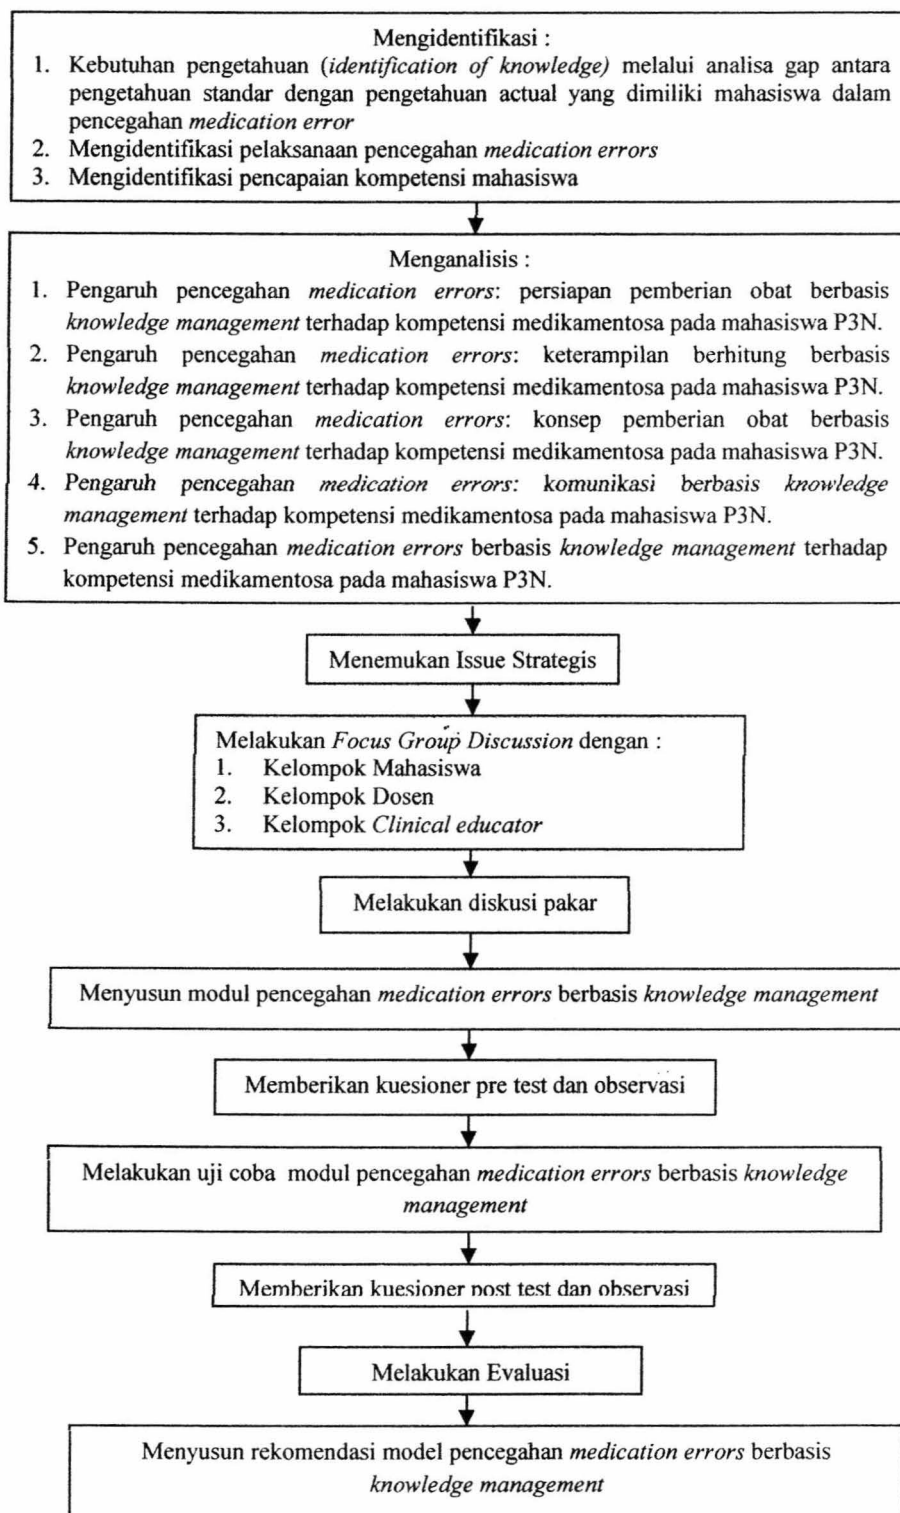 Mengidentifikasi :
1. Kebutuhan pengetahuan (identification of knowledge) melalui analisa gap antara
pengetahuan standar dengan pengetahuan actual yang dimiliki mahasiswa dalam
pencegahan medication error
2. Mengidentifikasi pelaksanaan pencegahan medication errors
3. Mengidentifikasi pencapaian kompetensi mahasiswa
Menganalisis :
1. Pengaruh pencegahan medication errors: persiapan pemberian obat berbasis
knowledge management terhadap kompetensi medikamentosa pada mahasiswa P3N.
2. Pengaruh pencegahan medication errors: keterampilan berhitung berbasis
knowledge management terhadap kompetensi medikamentosa pada mahasiswa P3N.
3. Pengaruh pencegahan medication errors: konsep pemberian obat berbasis
knowledge management terhadap kompetensi medikamentosa pada mahasiswa P3N.
4. Pengaruh pencegahan medication errors: komunikasi berbasis knowledge
management terhadap kompetensi medikamentosa pada mahasiswa P3N.
5. Pengaruh pencegahan medication errors berbasis knowledge management terhadap
kompetensi medikamentosa pada mahasiswa P3N.
Menemukan Issue Strategis
Melakukan Focus Group Discussion dengan :
1. Kelompok Mahasiswa
2. Kelompok Dosen
3. Kelompok Clinical educator
Melakukan diskusi pakar
Menyusun modul pencegahan medication errors berbasis knowledge management
Memberikan kuesioner pre test dan observasi
Melakukan uji coba modul pencegahan medication errors berbasis knowledge
management
Memberikan kuesioner post test dan observasi
Melakukan Evaluasi
Menyusun rekomendasi model pencegahan medication errors berbasis
knowledge management